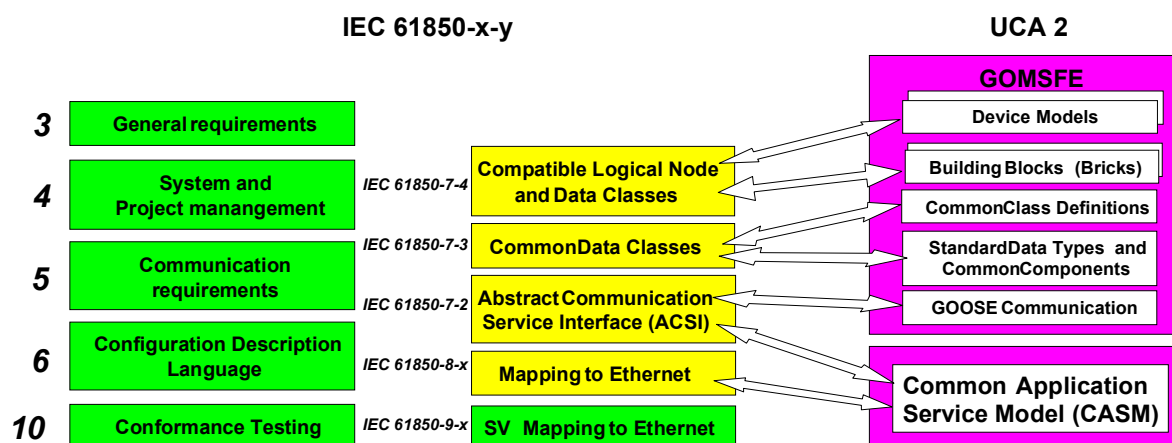 IEC 61850-x-y
UCA 2
3
General requirements
4
System and
Project manangement
5
Communication
requirements
6
Configuration Description
Language
10
Conformance Testing
IEC 61850-7-4
Compatible Logical Node
and Data Classes
IEC 61850-7-3
CommonData Classes
IEC 61850-7-2
Abstract Communication
Service Interface (ACSI)
IEC 61850-8-x
Mapping to Ethernet
IEC 61850-9-x
SV Mapping to Ethernet
GOMSFE
Device Models
Building Blocks (Bricks)
CommonClass Definitions
StandardData Types and
CommonComponents
GOOSE Communication
Common Application
Service Model (CASM)